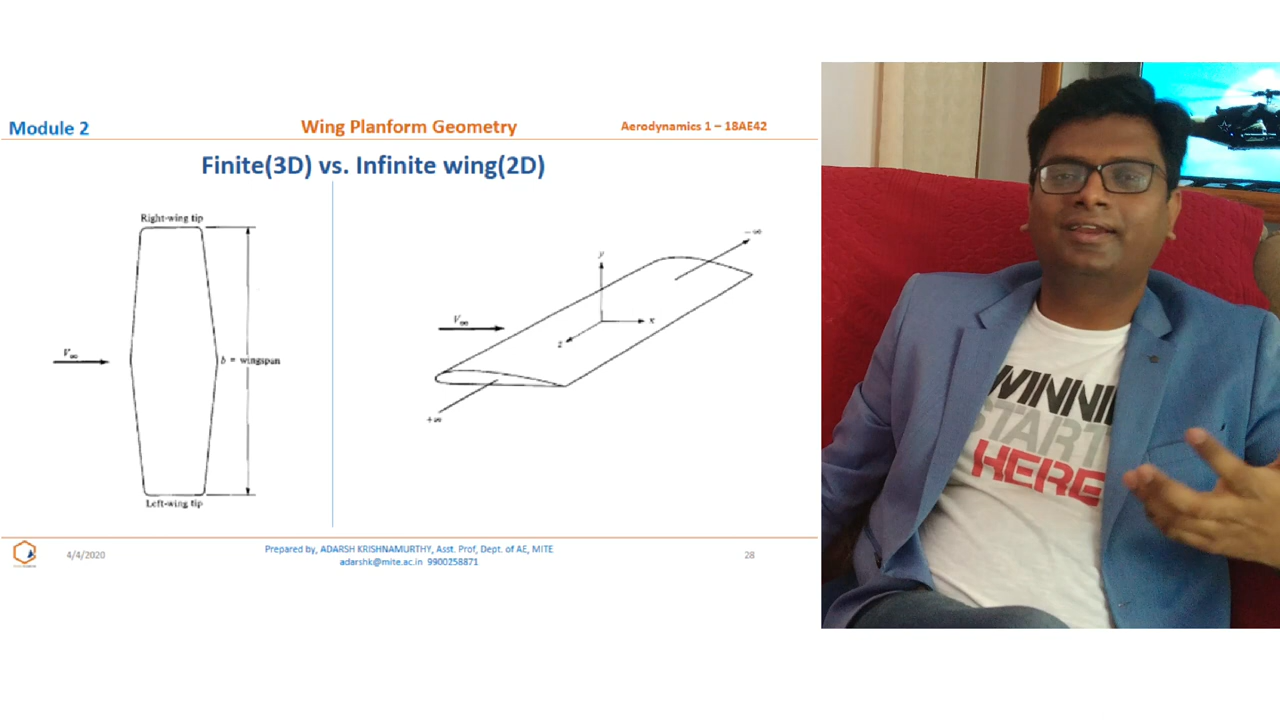 Module 2
Wing Planform Geometry
Aerodynamics 1 – 18AE42
Finite(3D) vs. Infinite wing(2D)
Right-wing tip
V∞
b = wingspan
Left-wing tip
− ∞
y
V∞
x
z
+ ∞
4/4/2020
Prepared by, ADARSH KRISHNAMURTHY, Asst. Prof, Dept. of AE, MITE
adarshk@mite.ac.in 9900258871
28
WINNI
START
HERE